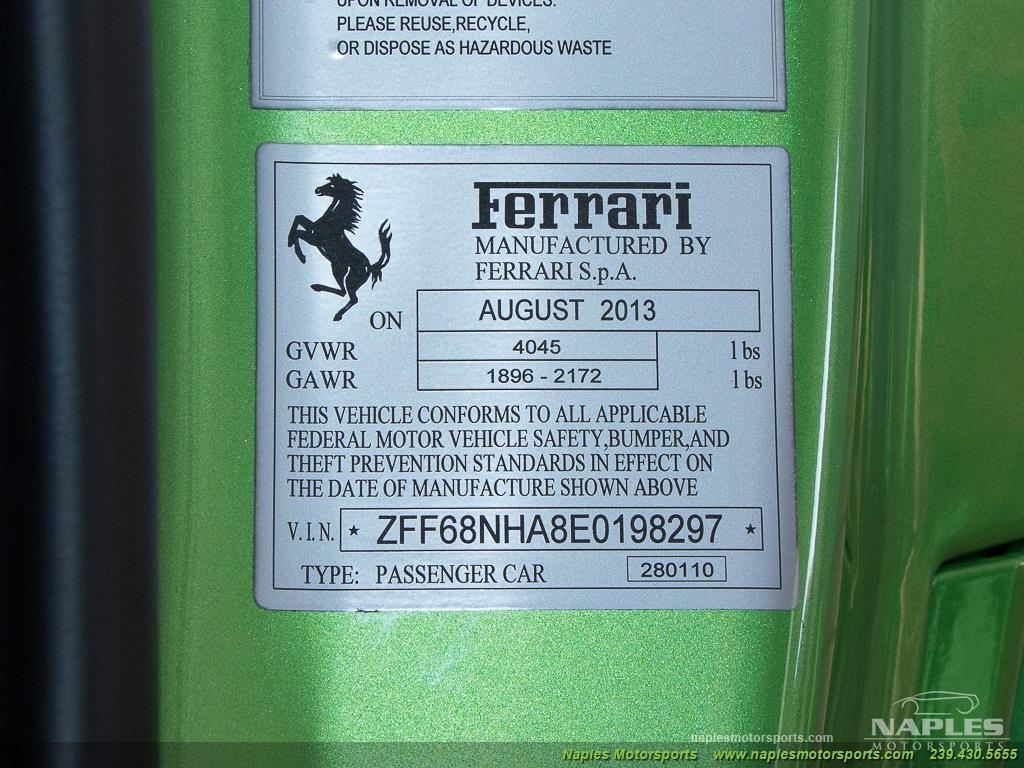 UPON REMOVAL OF DEVICES.
PLEASE REUSE,RECYCLE,
OR DISPOSE AS HAZARDOUS WASTE
Ferrari
MANUFACTURED BY
FERRARI S.p.A.
ON AUGUST 2013
GVWR 4045 lbs
GAWR 1896 - 2172 lbs
THIS VEHICLE CONFORMS TO ALL APPLICABLE
FEDERAL MOTOR VEHICLE SAFETY,BUMPER,AND
THEFT PREVENTION STANDARDS IN EFFECT ON
THE DATE OF MANUFACTURE SHOWN ABOVE
V.I.N. ★ ZFF68NHA8E0198297 ★
TYPE: PASSENGER CAR 280110
NAPLES
MOTORSPORTS
naplesmotorsports.com
Naples Motorsports www.naplesmotorsports.com 239.430.5655